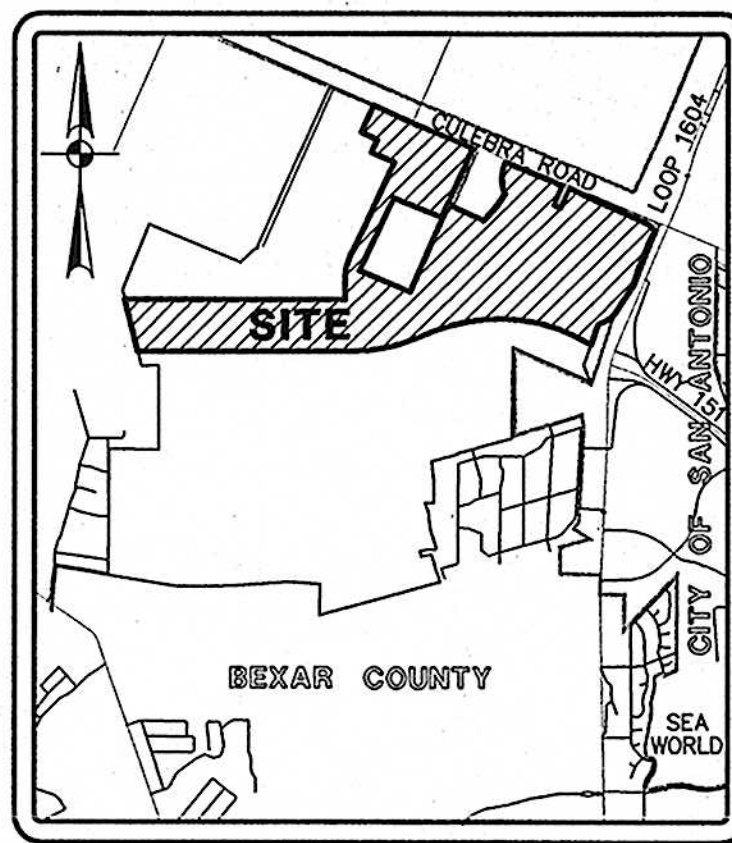 CULEBRA ROAD
LOOP 1604
SITE
HWY 151
CITY OF SAN ANTONIO
BEXAR COUNTY
SEA
WORLD